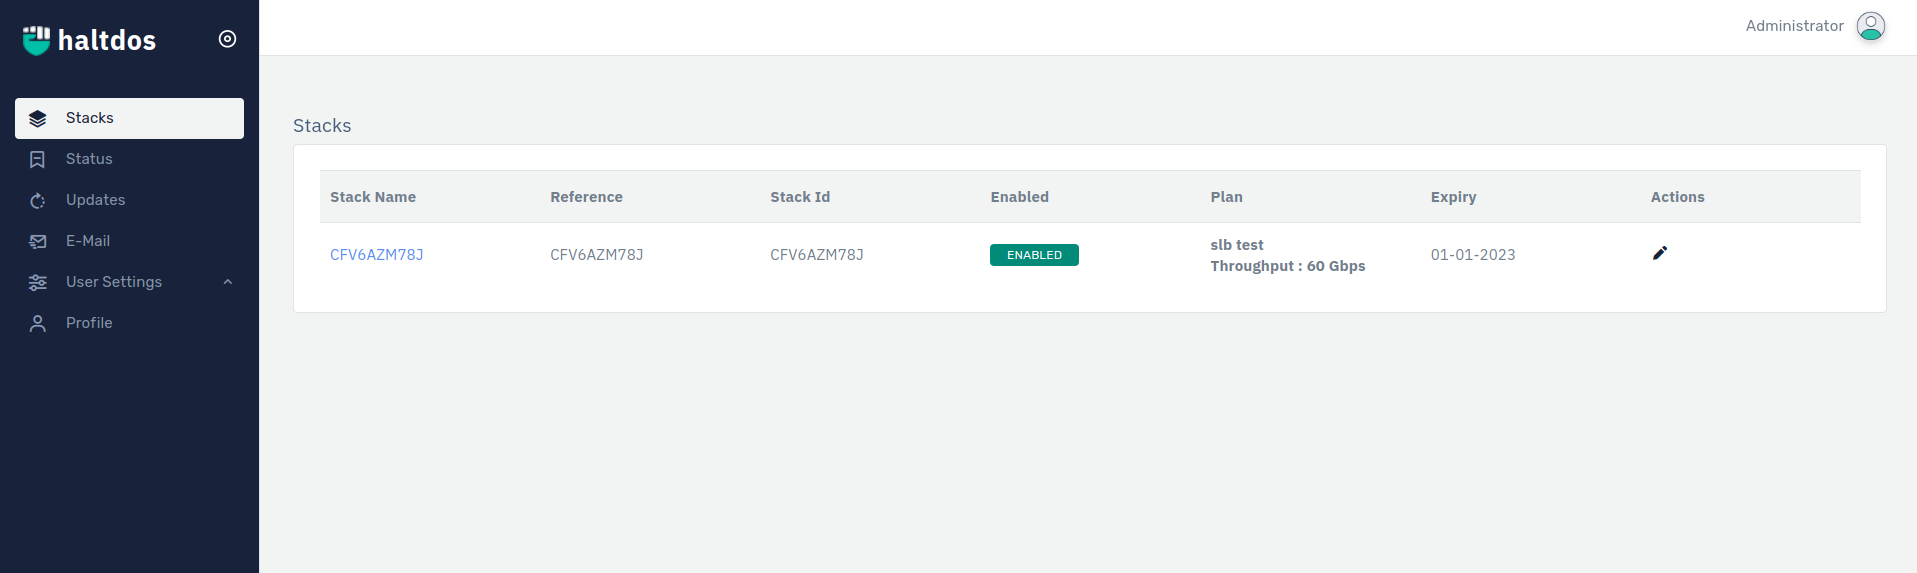 haltdos
Administrator
Stacks
Status
Updates
E-Mail
User Settings
Profile
Stacks
Stack Name Reference Stack Id Enabled Plan Expiry Actions
CFV6AZM78J CFV6AZM78J CFV6AZM78J ENABLED slb test 01-01-2023
Throughput : 60 Gbps